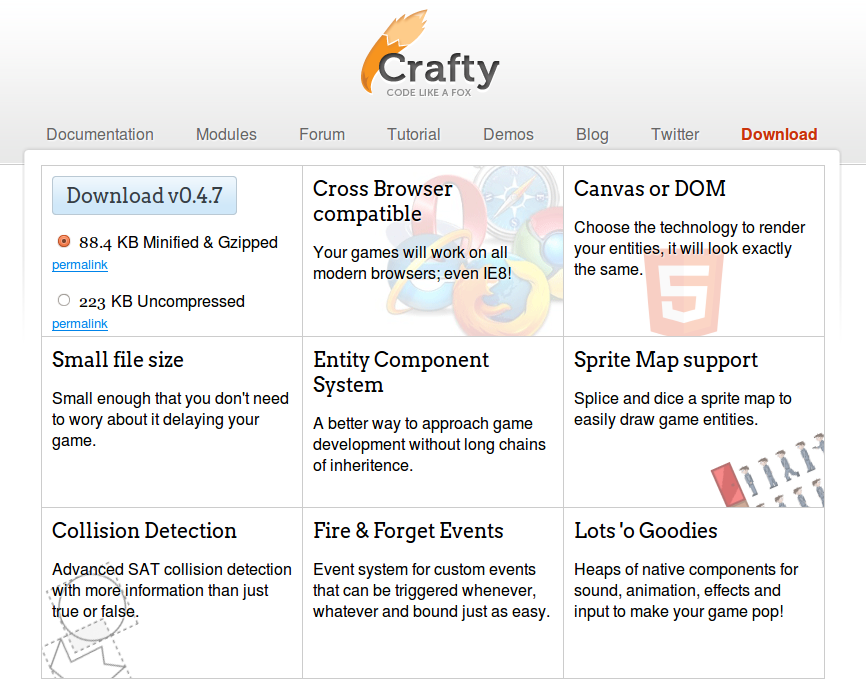 Crafty
CODE LIKE A FOX
Documentation Modules Forum Tutorial Demos Blog Twitter Download
Download v0.4.7
88.4 KB Minified & Gzipped
permalink
223 KB Uncompressed
permalink
Cross Browser
compatible
Your games will work on all
modern browsers; even IE8!
Canvas or DOM
Choose the technology to render
your entities, it will look exactly
the same.
Small file size
Small enough that you don't need
to wory about it delaying your
game.
Entity Component
System
A better way to approach game
development without long chains
of inheritence.
Sprite Map support
Splice and dice a sprite map to
easily draw game entities.
Collision Detection
Advanced SAT collision detection
with more information than just
true or false.
Fire & Forget Events
Event system for custom events
that can be triggered whenever,
whatever and bound just as easy.
Lots 'o Goodies
Heaps of native components for
sound, animation, effects and
input to make your game pop!